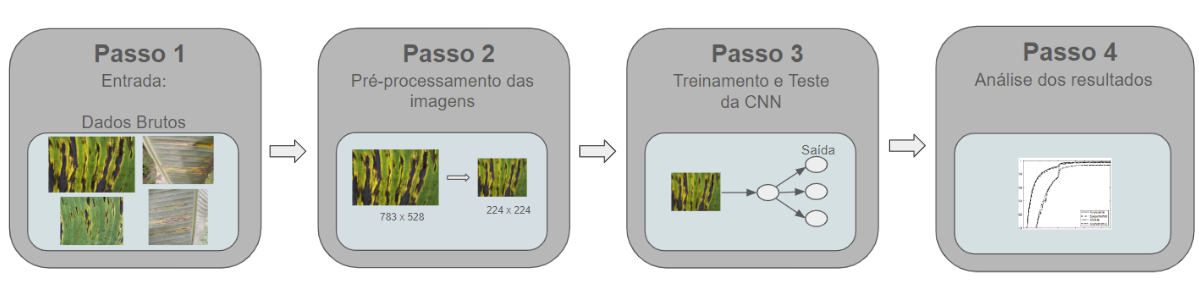 Passo 1
Entrada:
Dados Brutos
Passo 2
Pré-processamento das
imagens
783 x 528
224 x 224
Passo 3
Treinamento e Teste
da CNN
Saída
Passo 4
Análise dos resultados